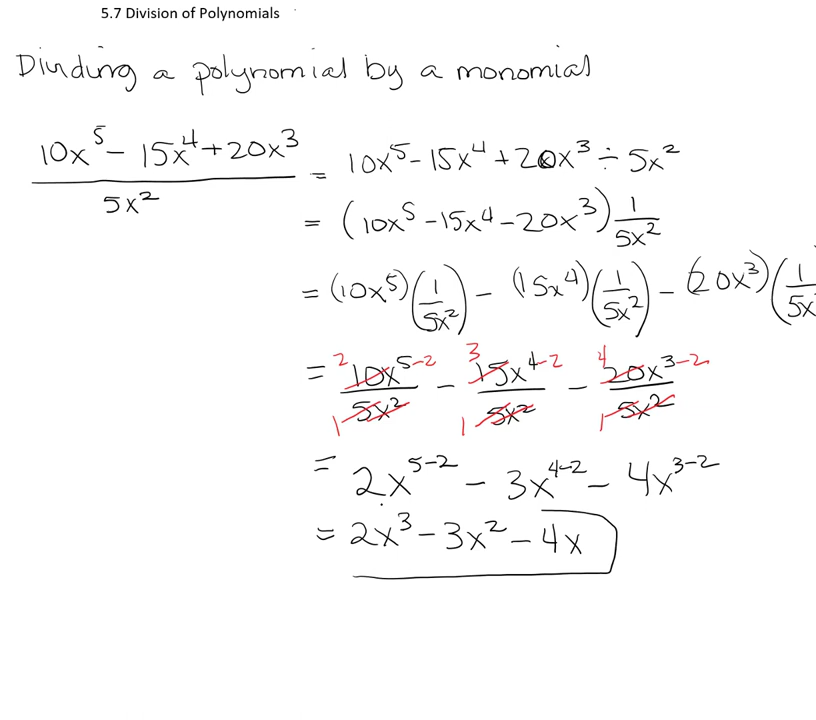 5.7 Division of Polynomials
Dividing a polynomial by a monomial
(10x^5 - 15x^4 + 20x^3)/(5x^2) = 10x^5 - 15x^4 + 20x^3 ÷ 5x^2
= (10x^5 - 15x^4 - 20x^3) 1/(5x^2)
= (10x^5)(1/(5x^2)) - (15x^4)(1/(5x^2)) - (20x^3)(1/(5x
= 2 10x^(5-2)/(1 5x^2) - 3 15x^(4-2)/(1 5x^2) - 4 20x^(3-2)/(1 5x^2)
= 2x^(5-2) - 3x^(4-2) - 4x^(3-2)
= 2x^3 - 3x^2 - 4x